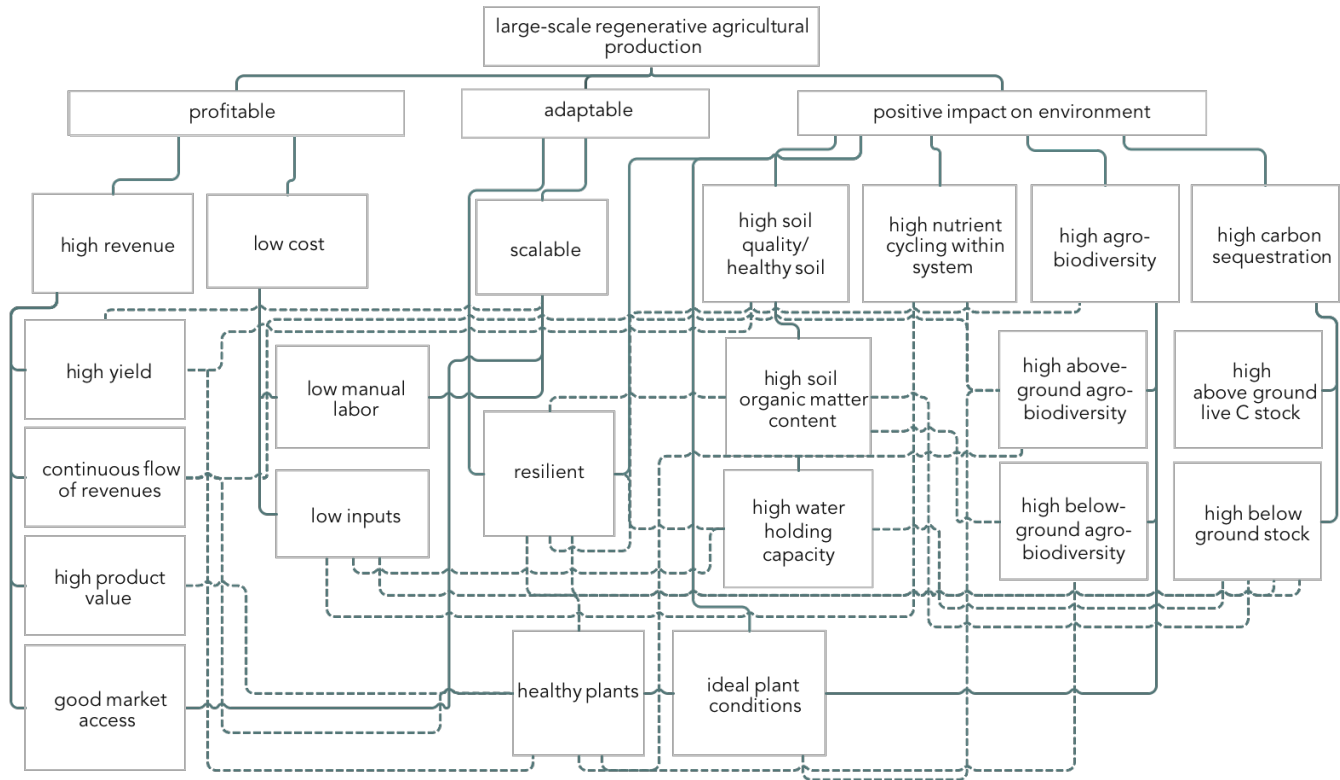 large-scale regenerative agricultural
production
profitable
adaptable
positive impact on environment
high revenue
low cost
scalable
high soil
quality/
healthy soil
high nutrient
cycling within
system
high agro-
biodiversity
high carbon
sequestration
high yield
low manual
labor
high soil
organic matter
content
high above-
ground agro-
biodiversity
high
above ground
live C stock
continuous flow
of revenues
low inputs
resilient
high water
holding
capacity
high below-
ground agro-
biodiversity
high below
ground stock
high product
value
good market
access
healthy plants
ideal plant
conditions